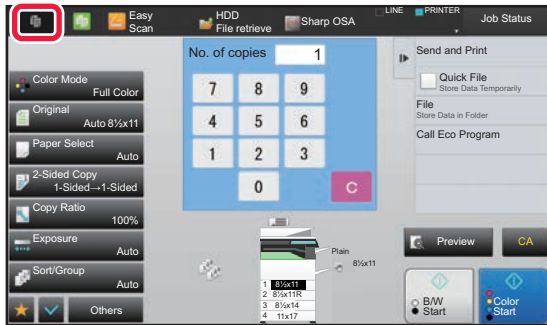 Easy
Scan
HDD
File retrieve
Sharp OSA
LINE
PRINTER
Job Status
Color Mode
Full Color
Original
Auto 8½x11
Paper Select
Auto
2-Sided Copy
1-Sided→1-Sided
Copy Ratio
100%
Exposure
Auto
Sort/Group
Auto
Others
No. of copies 1
7 8 9
4 5 6
1 2 3
0 C
Plain
8½x11
1 8½x11
2 8½x11R
3 8½x14
4 11x17
Send and Print
Quick File
Store Data Temporarily
File
Store Data in Folder
Call Eco Program
Preview
CA
B/W
Start
Color
Start